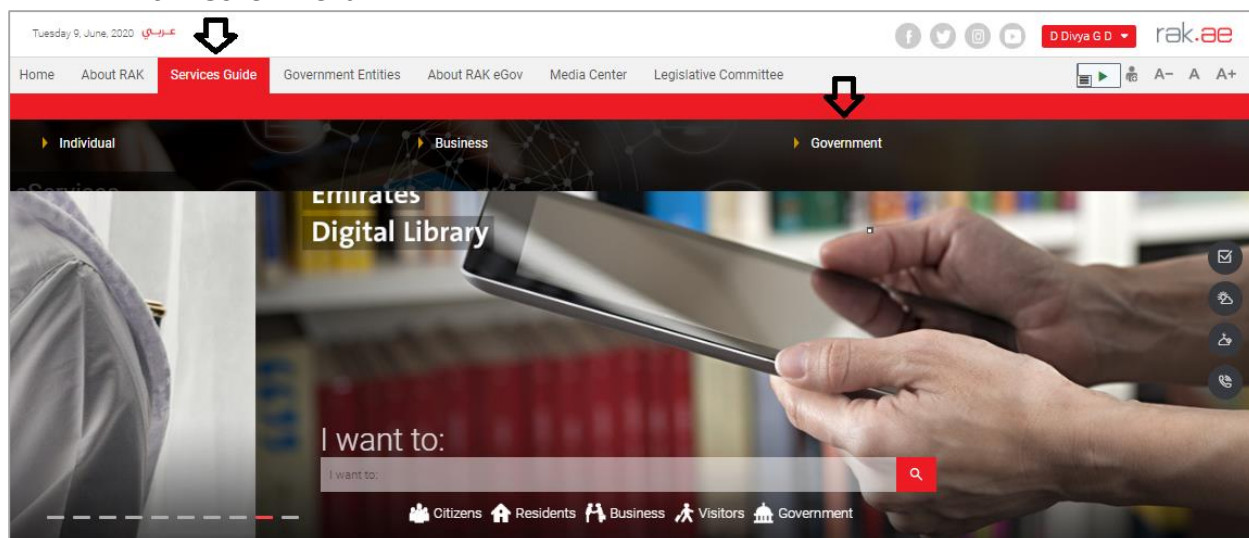 Tuesday 9, June, 2020 عربي D Divya G D rak.ae
Home About RAK Services Guide Government Entities About RAK eGov Media Center Legislative Committee A- A A+
Individual Business Government
eServices
Emirates
Digital Library
I want to:
I want to:
Citizens Residents Business Visitors Government